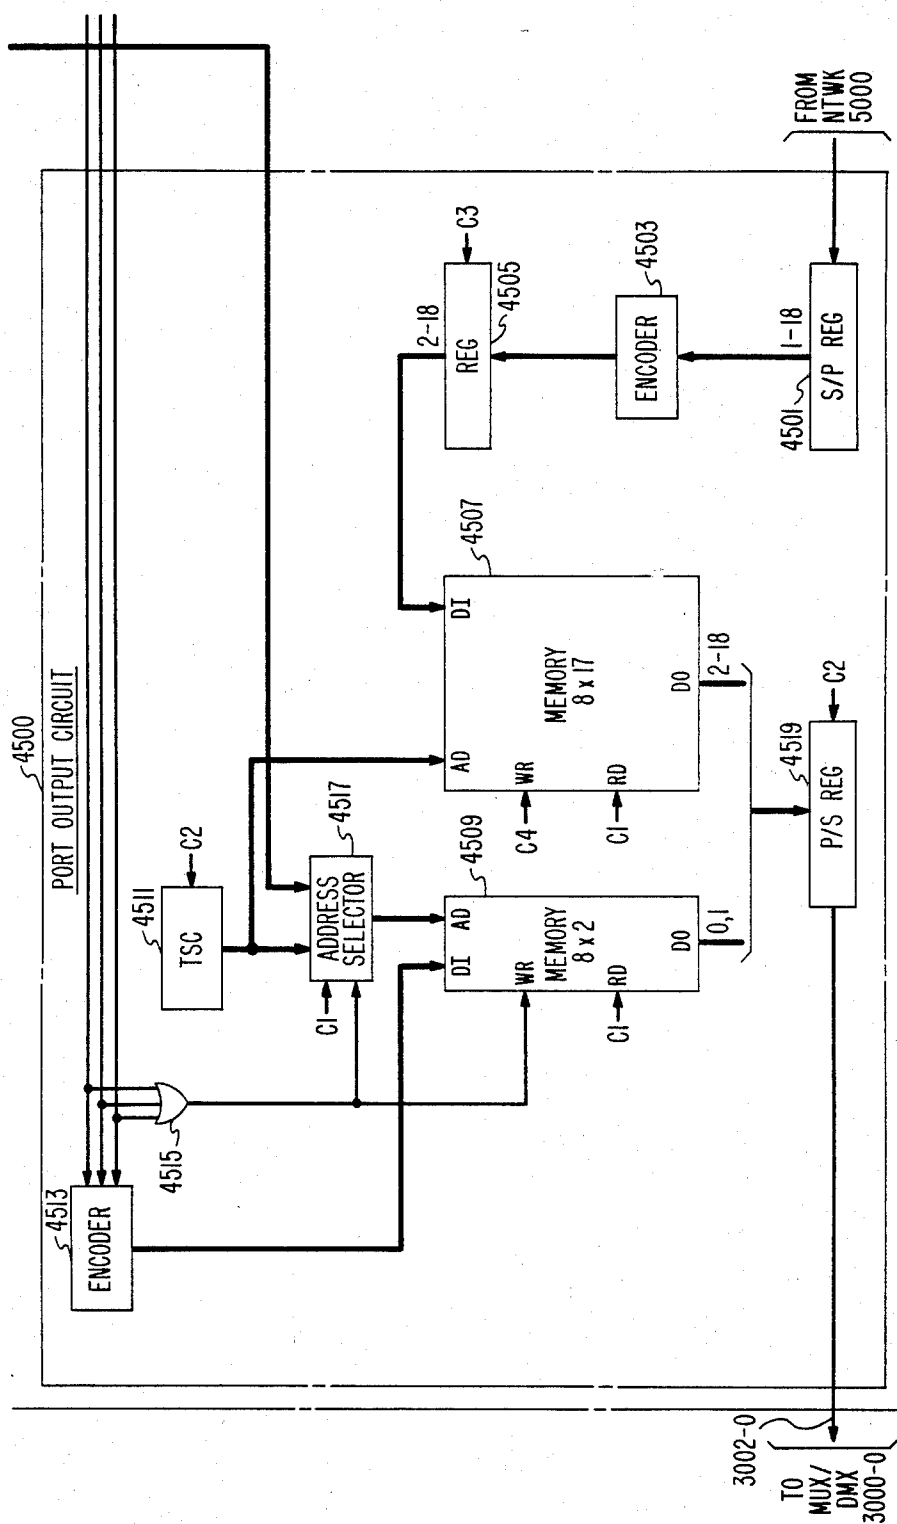 4500
PORT OUTPUT CIRCUIT
4513
ENCODER
4515
4511
TSC
C2
4517
ADDRESS
SELECTOR
C1
4509
DI
AD
WR
MEMORY
8 x 2
RD
C1
DO
0,1
4507
AD
DI
WR
C4
MEMORY
8 x 17
RD
C1
DO
2-18
2-18
C3
REG
4505
4503
ENCODER
1-18
4501
S/P REG
FROM
NTWK
5000
4519
P/S REG
C2
3002-0
TO
MUX/
DMX
3000-0